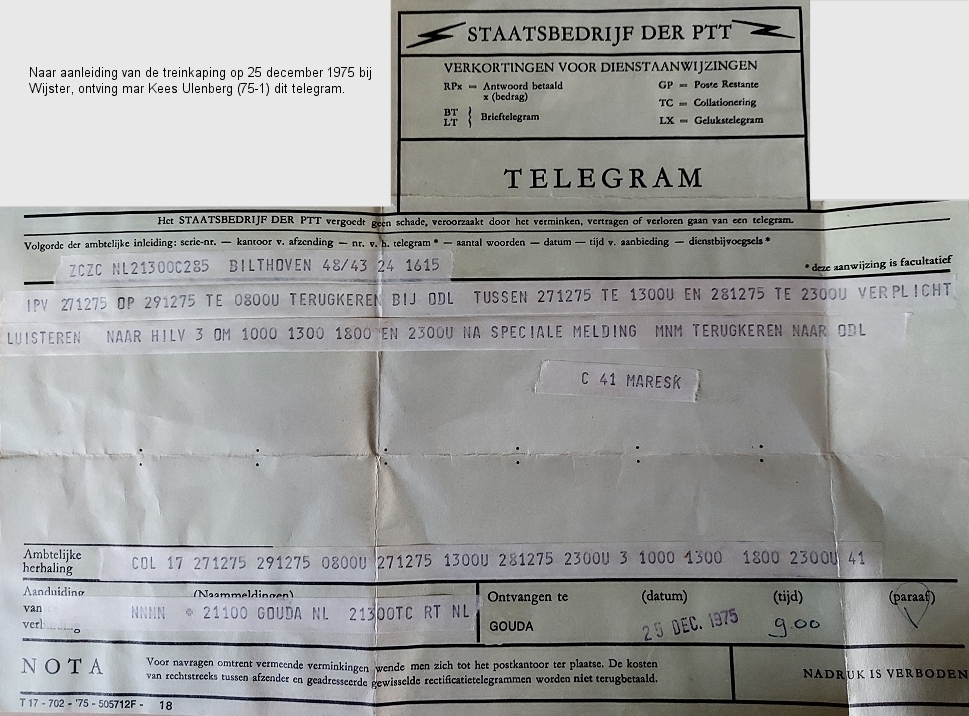 Naar aanleiding van de treinkaping op 25 december 1975 bij
Wijster, ontving mar Kees Ulenberg (75-1) dit telegram.
STAATSBEDRIJF DER PTT
VERKORTINGEN VOOR DIENSTAANWIJZINGEN
RPx = Antwoord betaald
x (bedrag)
BT
LT } Brieftelegram
GP = Poste Restante
TC = Collationering
LX = Gelukstelegram
TELEGRAM
Het STAATSBEDRIJF DER PTT vergoedt geen schade, veroorzaakt door het verminken, vertragen of verloren gaan van een telegram.
Volgorde der ambtelijke inleiding: serie-nr. — kantoor v. afzending — nr. v. h. telegram * — aantal woorden — datum — tijd v. aanbieding — dienstbijvoegsels *
* deze aanwijzing is facultatief
ZCZC NL21300C285 BILTHOVEN 48/43 24 1615
IPV 271275 OP 291275 TE 0800U TERUGKEREN BIJ ODL TUSSEN 271275 TE 1300U EN 281275 TE 2300U VERPLICHT
LUISTEREN NAAR HILV 3 OM 1000 1300 1800 EN 2300U NA SPECIALE MELDING MNM TERUGKEREN NAAR ODL
C 41 MARESK
Ambtelijke
herhaling
COL 17 271275 291275 0800U 271275 1300U 281275 2300U 3 1000 1300 1800 2300U 41
Aanduiding
van
(Naammeldingen)
NNNN * 21100 GOUDA NL 21300TC RT NL
Ontvangen te (datum) (tijd) (paraaf)
GOUDA 25 DEC. 1975 9.00
NOTA
Voor navragen omtrent vermeende verminkingen wende men zich tot het postkantoor ter plaatse. De kosten
van rechtstreeks tussen afzender en geadresseerde gewisselde rectificatietelegrammen worden niet terugbetaald.
NADRUK IS VERBODEN
T 17 - 702 - '75 - 505712F - 18